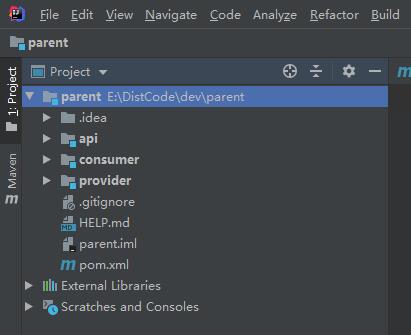 File Edit View Navigate Code Analyze Refactor Build
parent
1: Project
Project
parent E:\DistCode\dev\parent
.idea
api
consumer
provider
.gitignore
HELP.md
parent.iml
pom.xml
External Libraries
Scratches and Consoles
Maven